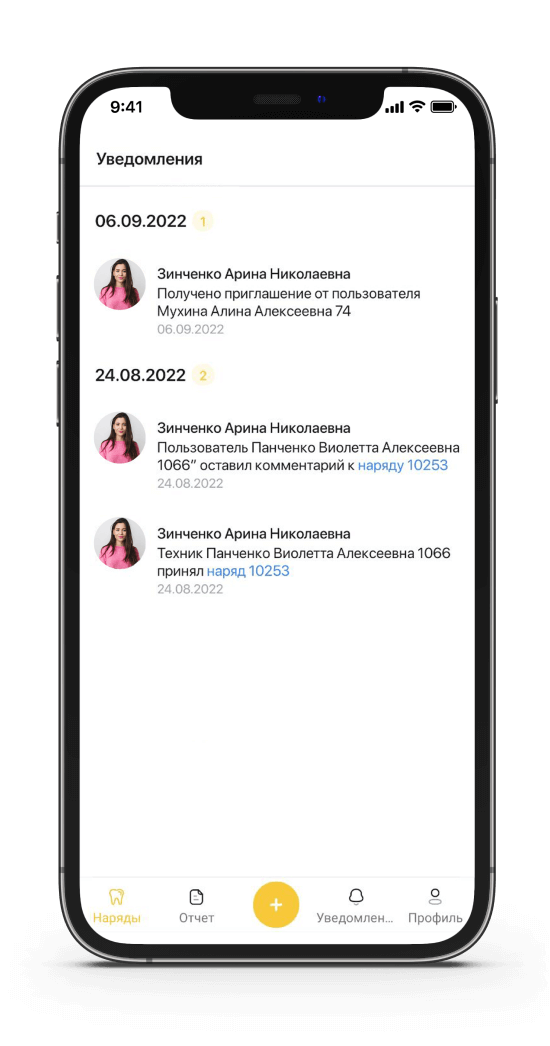 9:41
Уведомления
06.09.2022 1
Зинченко Арина Николаевна
Получено приглашение от пользователя
Мухина Алина Алексеевна 74
06.09.2022
24.08.2022 2
Зинченко Арина Николаевна
Пользователь Панченко Виолетта Алексеевна
1066” оставил комментарий к наряду 10253
24.08.2022
Зинченко Арина Николаевна
Техник Панченко Виолетта Алексеевна 1066
принял наряд 10253
24.08.2022
Наряды Отчет + Уведомлен... Профиль